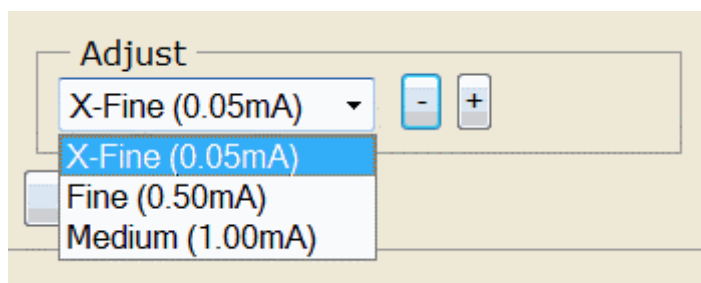 Adjust
X-Fine (0.05mA) - +
X-Fine (0.05mA)
Fine (0.50mA)
Medium (1.00mA)